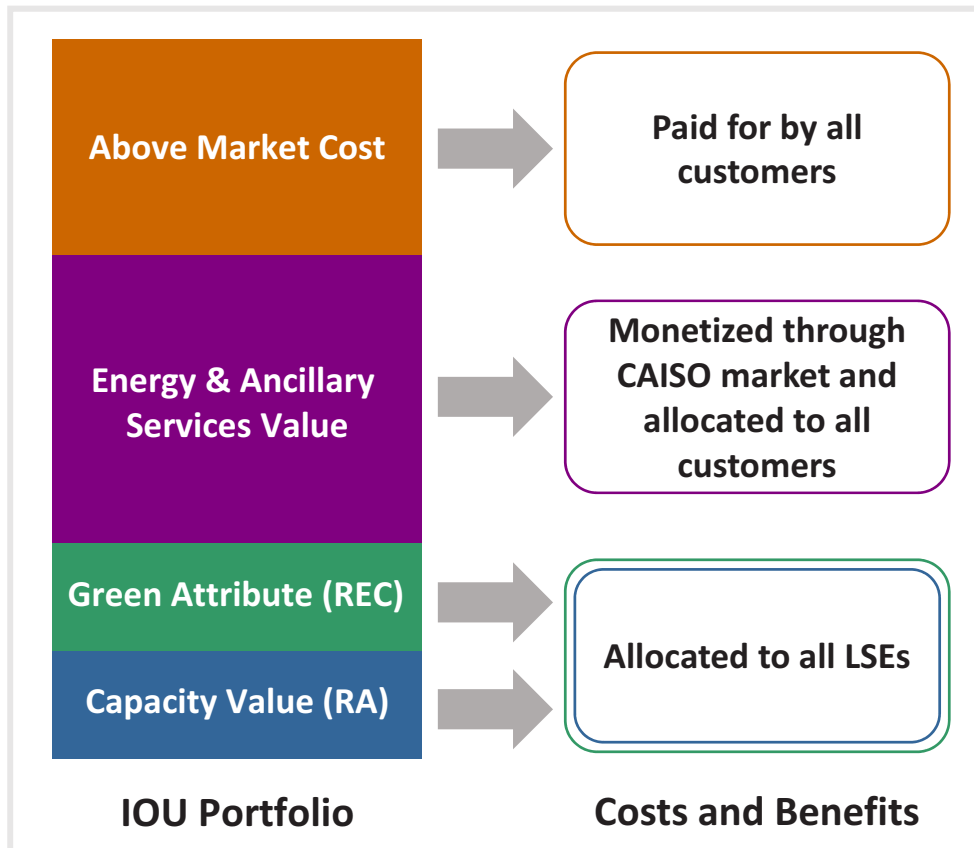 Above Market Cost
Paid for by all
customers
Energy & Ancillary
Services Value
Monetized through
CAISO market and
allocated to all
customers
Green Attribute (REC)
Capacity Value (RA)
Allocated to all LSEs
IOU Portfolio
Costs and Benefits